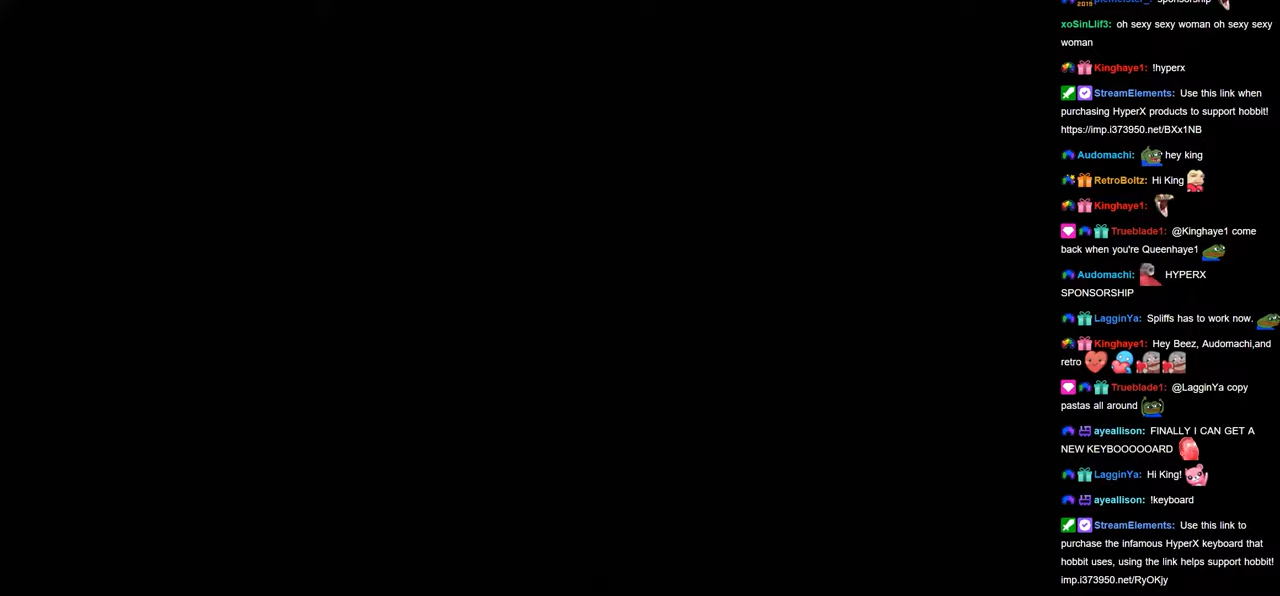 sponsorship
xoSinLlif3: oh sexy sexy woman oh sexy sexy
woman
Kinghaye1: !hyperx
StreamElements: Use this link when
purchasing HyperX products to support hobbit!
https://imp.i373950.net/BXx1NB
Audomachi: hey king
RetroBoltz: Hi King
Kinghaye1:
Trueblade1: @Kinghaye1 come
back when you're Queenhaye1
Audomachi: HYPERX
SPONSORSHIP
LagginYa: Spliffs has to work now.
Kinghaye1: Hey Beez, Audomachi,and
retro
Trueblade1: @LagginYa copy
pastas all around
ayeallison: FINALLY I CAN GET A
NEW KEYBOOOOOARD
LagginYa: Hi King!
ayeallison: !keyboard
StreamElements: Use this link to
purchase the infamous HyperX keyboard that
hobbit uses, using the link helps support hobbit!
imp.i373950.net/RyOKjy